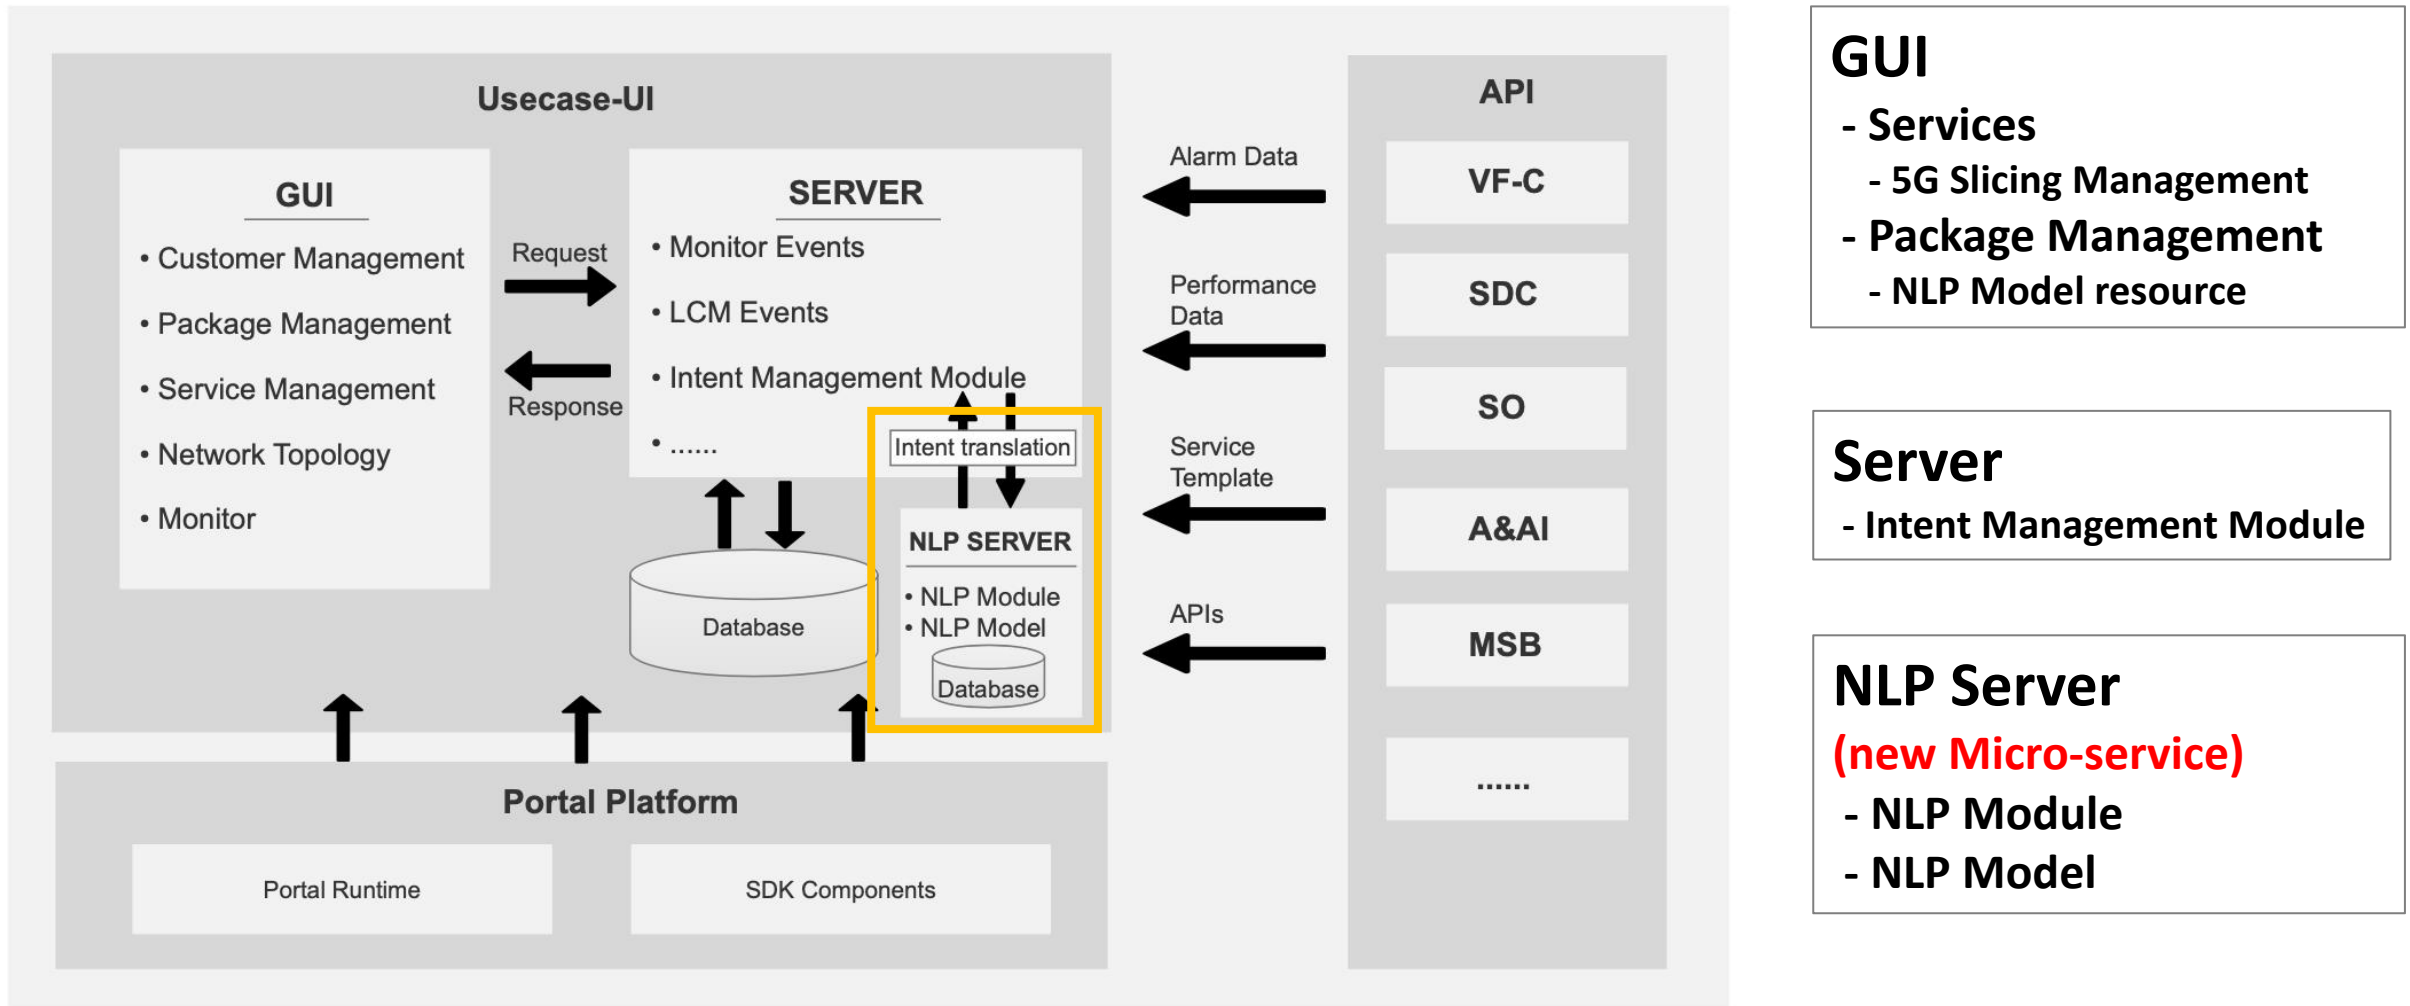 Usecase-UI
GUI
• Customer Management
• Package Management
• Service Management
• Network Topology
• Monitor
Request
Response
SERVER
• Monitor Events
• LCM Events
• Intent Management Module
• ......
Intent translation
NLP SERVER
• NLP Module
• NLP Model
Database
Database
Portal Platform
Portal Runtime
SDK Components
Alarm Data
Performance
Data
Service
Template
APIs
API
VF-C
SDC
SO
A&AI
MSB
......
GUI
- Services
- 5G Slicing Management
- Package Management
- NLP Model resource
Server
- Intent Management Module
NLP Server
(new Micro-service)
- NLP Module
- NLP Model